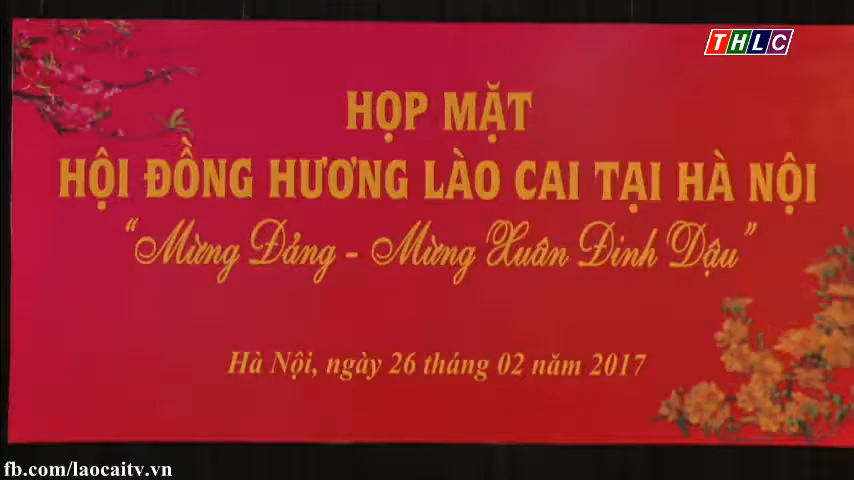 THLC
HỌP MẶT
HỘI ĐỒNG HƯƠNG LÀO CAI TẠI HÀ NỘI
“Mừng Đảng - Mừng Xuân Đinh Dậu”
Hà Nội, ngày 26 tháng 02 năm 2017
fb.com/laocaitv.vn